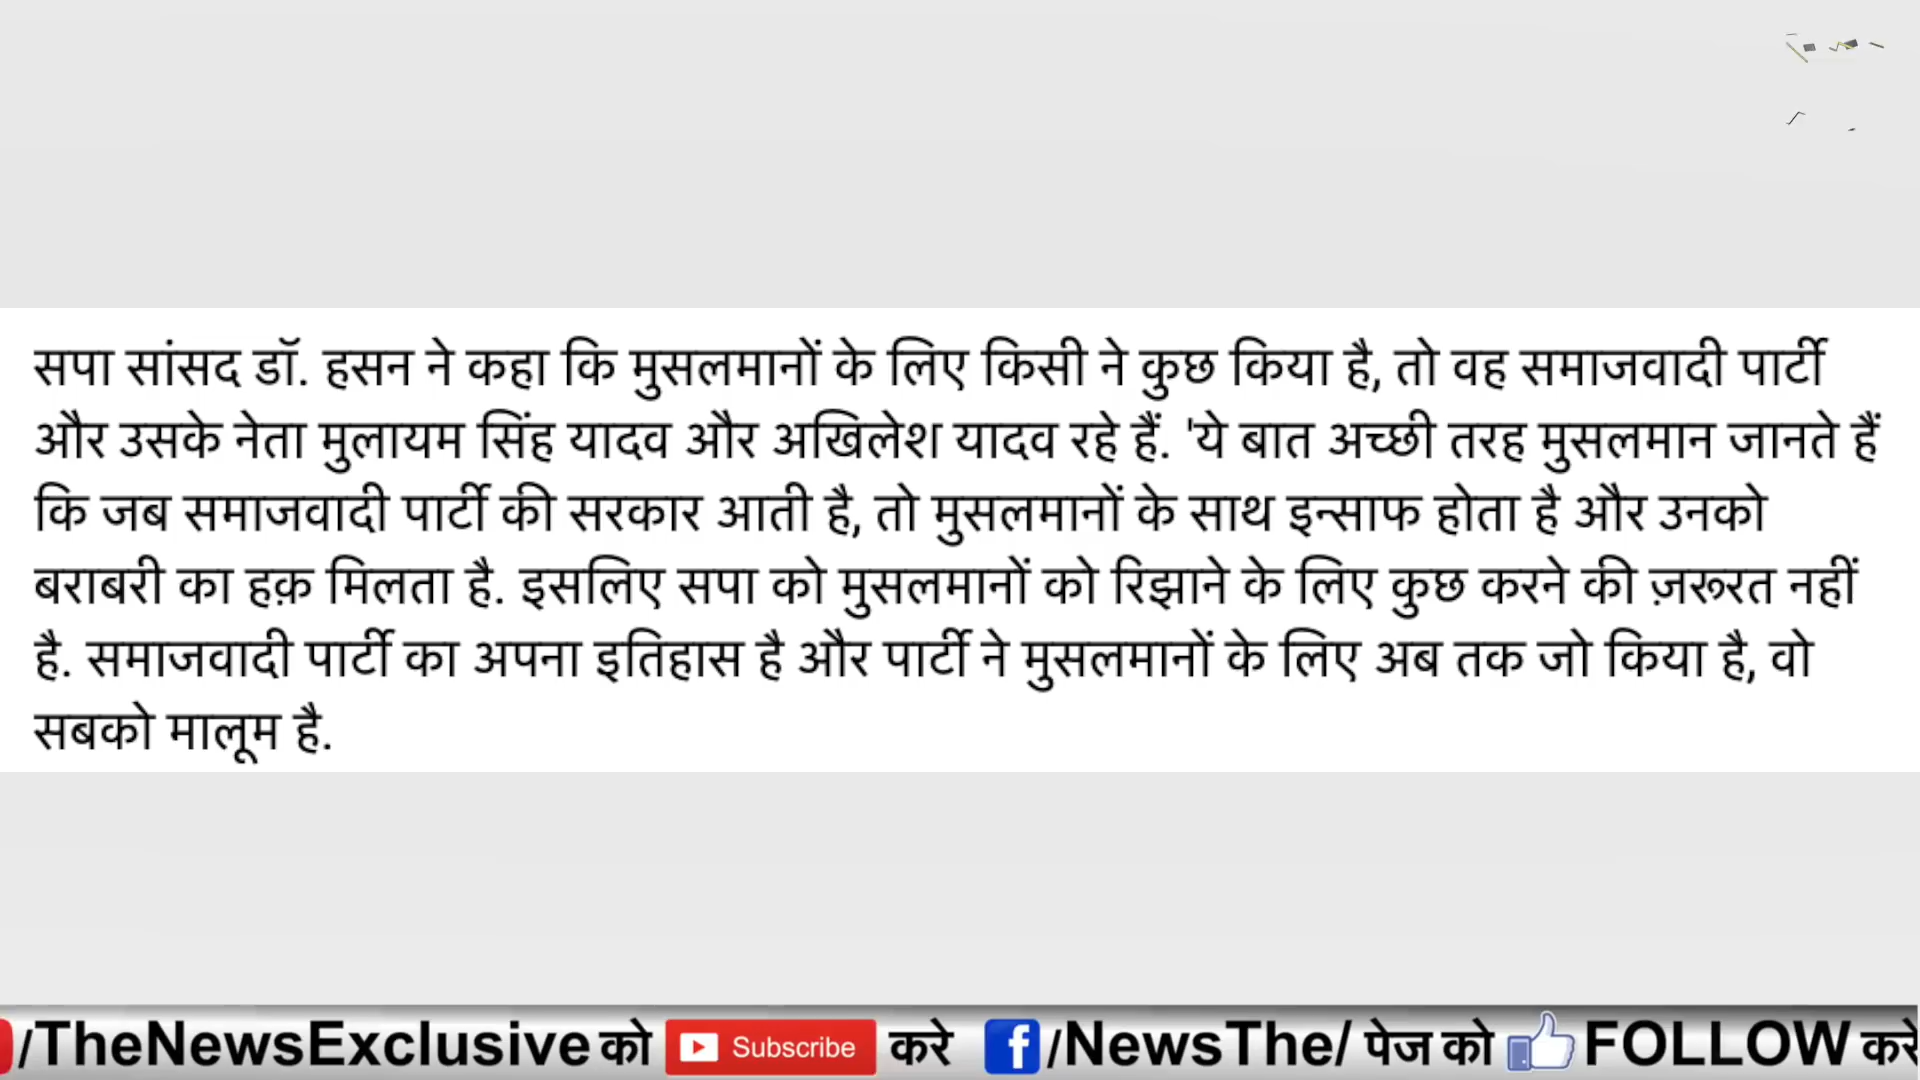 सपा सांसद डॉ. हसन ने कहा कि मुसलमानों के लिए किसी ने कुछ किया है, तो वह समाजवादी पार्टी
और उसके नेता मुलायम सिंह यादव और अखिलेश यादव रहे हैं. 'ये बात अच्छी तरह मुसलमान जानते हैं
कि जब समाजवादी पार्टी की सरकार आती है, तो मुसलमानों के साथ इन्साफ होता है और उनको
बराबरी का हक़ मिलता है. इसलिए सपा को मुसलमानों को रिझाने के लिए कुछ करने की ज़रूरत नहीं
है. समाजवादी पार्टी का अपना इतिहास है और पार्टी ने मुसलमानों के लिए अब तक जो किया है, वो
सबको मालूम है.
/TheNewsExclusive को Subscribe करे f /NewsThe/ पेज को FOLLOW करे